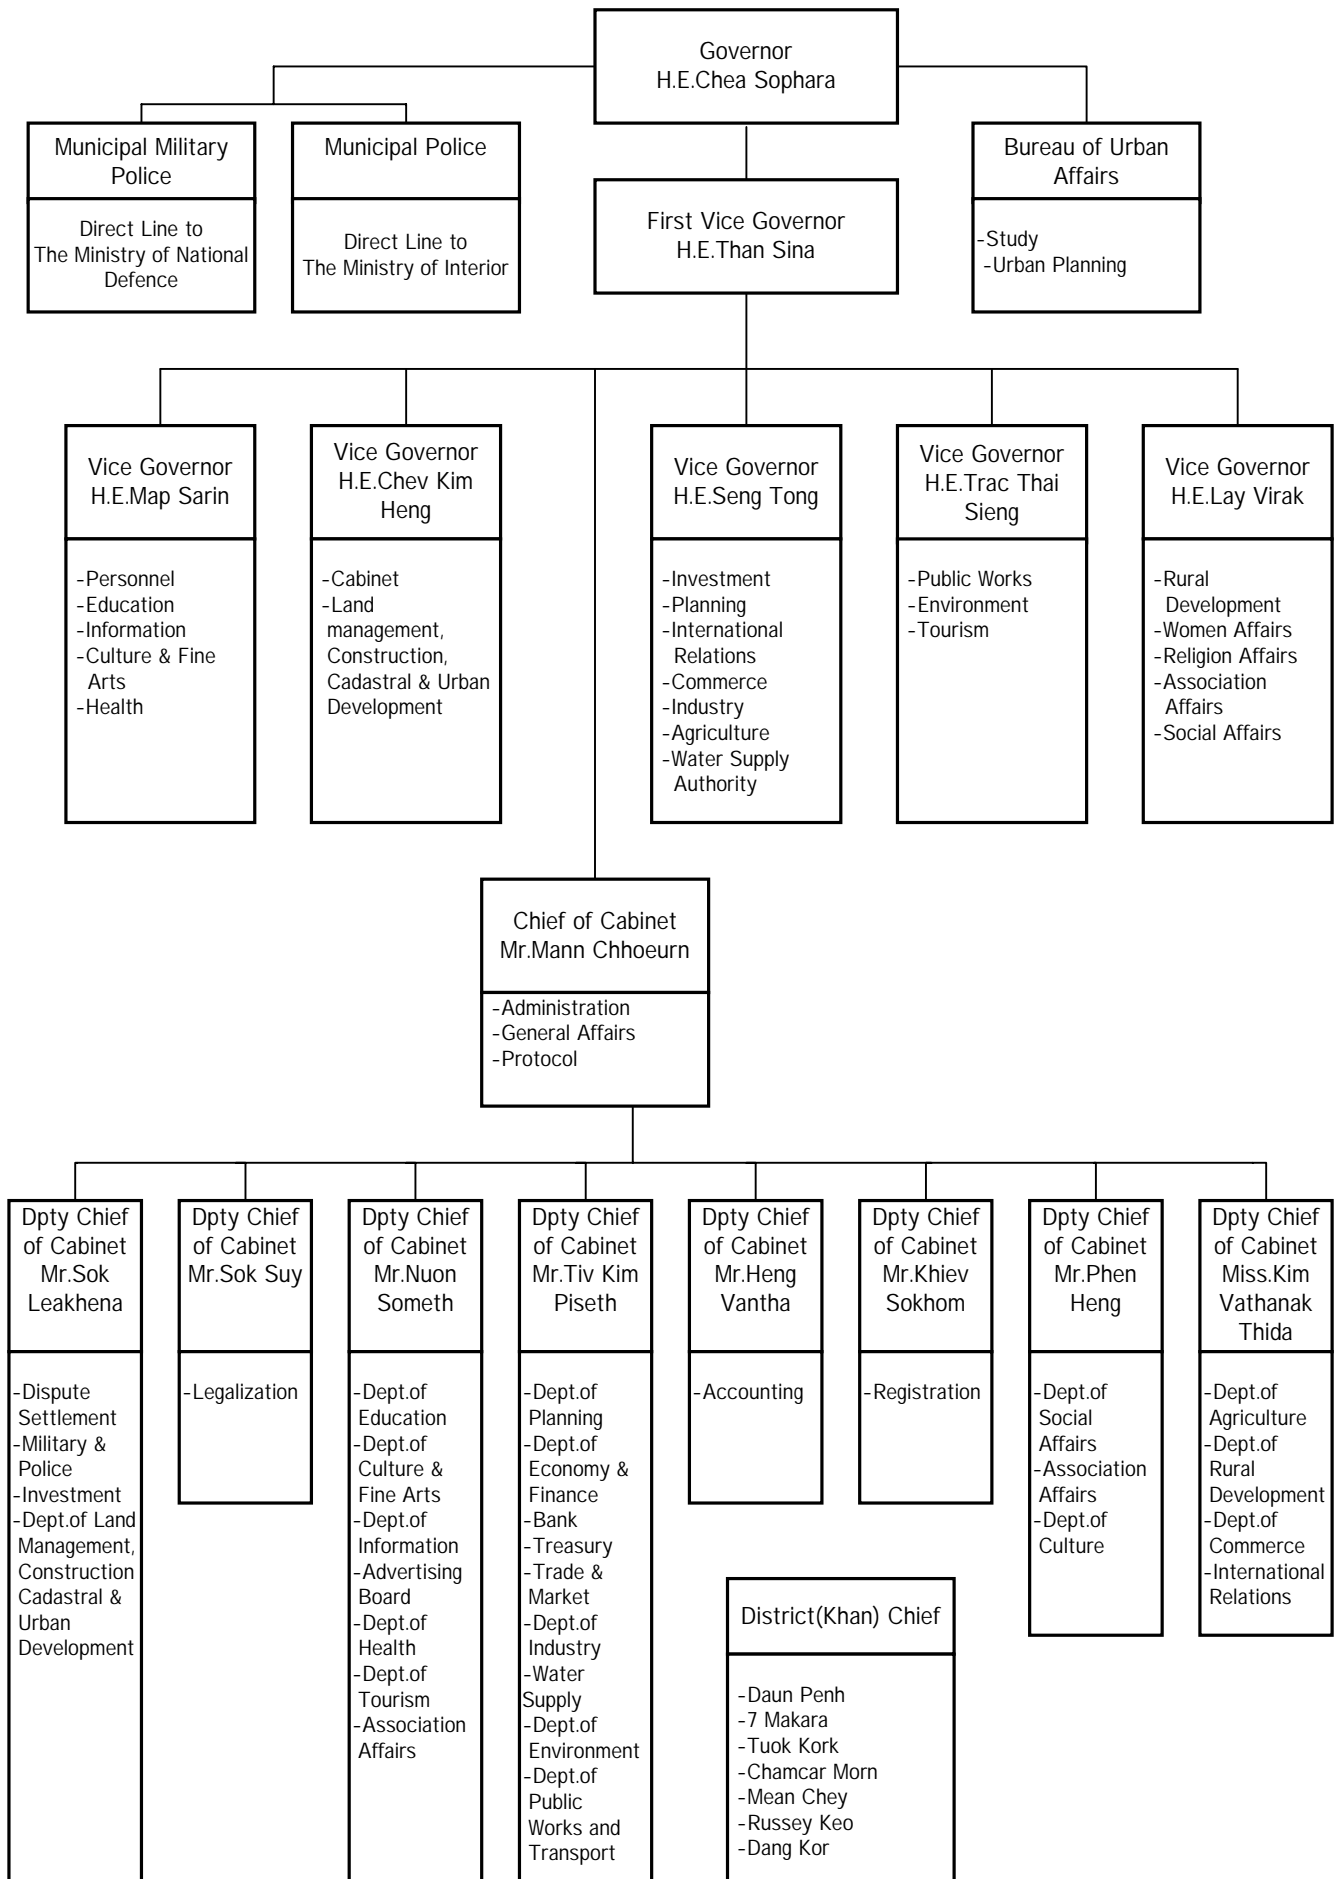 Governor
H.E.Chea Sophara
Municipal Military
Police
Direct Line to
The Ministry of National
Defence
Municipal Police
Direct Line to
The Ministry of Interior
Bureau of Urban
Affairs
-Study
-Urban Planning
First Vice Governor
H.E.Than Sina
Vice Governor
H.E.Map Sarin
-Personnel
-Education
-Information
-Culture & Fine
Arts
-Health
Vice Governor
H.E.Chev Kim
Heng
-Cabinet
-Land
management,
Construction,
Cadastral & Urban
Development
Vice Governor
H.E.Seng Tong
-Investment
-Planning
-International
Relations
-Commerce
-Industry
-Agriculture
-Water Supply
Authority
Vice Governor
H.E.Trac Thai
Sieng
-Public Works
-Environment
-Tourism
Vice Governor
H.E.Lay Virak
-Rural
Development
-Women Affairs
-Religion Affairs
-Association
Affairs
-Social Affairs
Chief of Cabinet
Mr.Mann Chhoeurn
-Administration
-General Affairs
-Protocol
Dpty Chief
of Cabinet
Mr.Sok
Leakhena
-Dispute
Settlement
-Military &
Police
-Investment
-Dept.of Land
Management,
Construction
Cadastral &
Urban
Development
Dpty Chief
of Cabinet
Mr.Sok Suy
-Legalization
Dpty Chief
of Cabinet
Mr.Nuon
Someth
-Dept.of
Education
-Dept.of
Culture &
Fine Arts
-Dept.of
Information
-Advertising
Board
-Dept.of
Health
-Dept.of
Tourism
-Association
Affairs
Dpty Chief
of Cabinet
Mr.Tiv Kim
Piseth
-Dept.of
Planning
-Dept.of
Economy &
Finance
-Bank
-Treasury
-Trade &
Market
-Dept.of
Industry
-Water
Supply
-Dept.of
Environment
-Dept.of
Public
Works and
Transport
Dpty Chief
of Cabinet
Mr.Heng
Vantha
-Accounting
Dpty Chief
of Cabinet
Mr.Khiev
Sokhom
-Registration
Dpty Chief
of Cabinet
Mr.Phen
Heng
-Dept.of
Social
Affairs
-Association
Affairs
-Dept.of
Culture
Dpty Chief
of Cabinet
Miss.Kim
Vathanak
Thida
-Dept.of
Agriculture
-Dept.of
Rural
Development
-Dept.of
Commerce
-International
Relations
District(Khan) Chief
-Daun Penh
-7 Makara
-Tuok Kork
-Chamcar Morn
-Mean Chey
-Russey Keo
-Dang Kor